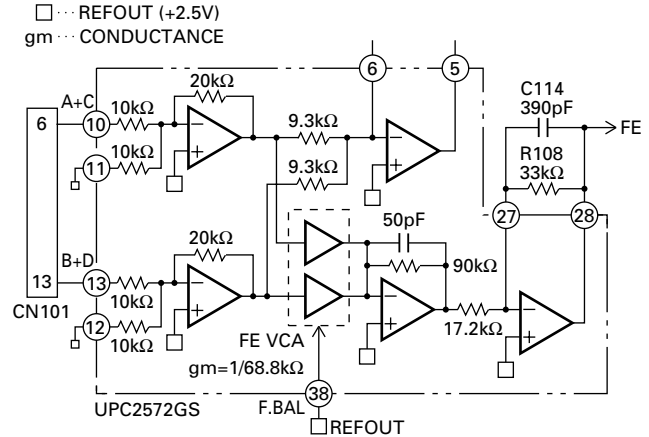 □ ··· REFOUT (+2.5V)
gm ··· CONDUCTANCE
6
5
C114
390pF
FE
R108
33kΩ
A+C
20kΩ
10kΩ
9.3kΩ
6
10
10kΩ
11
9.3kΩ
27
28
B+D
20kΩ
50pF
13
13
10kΩ
90kΩ
CN101
12
10kΩ
FE VCA
17.2kΩ
gm=1/68.8kΩ
38
UPC2572GS
F.BAL
REFOUT
− + − + − + − + − +